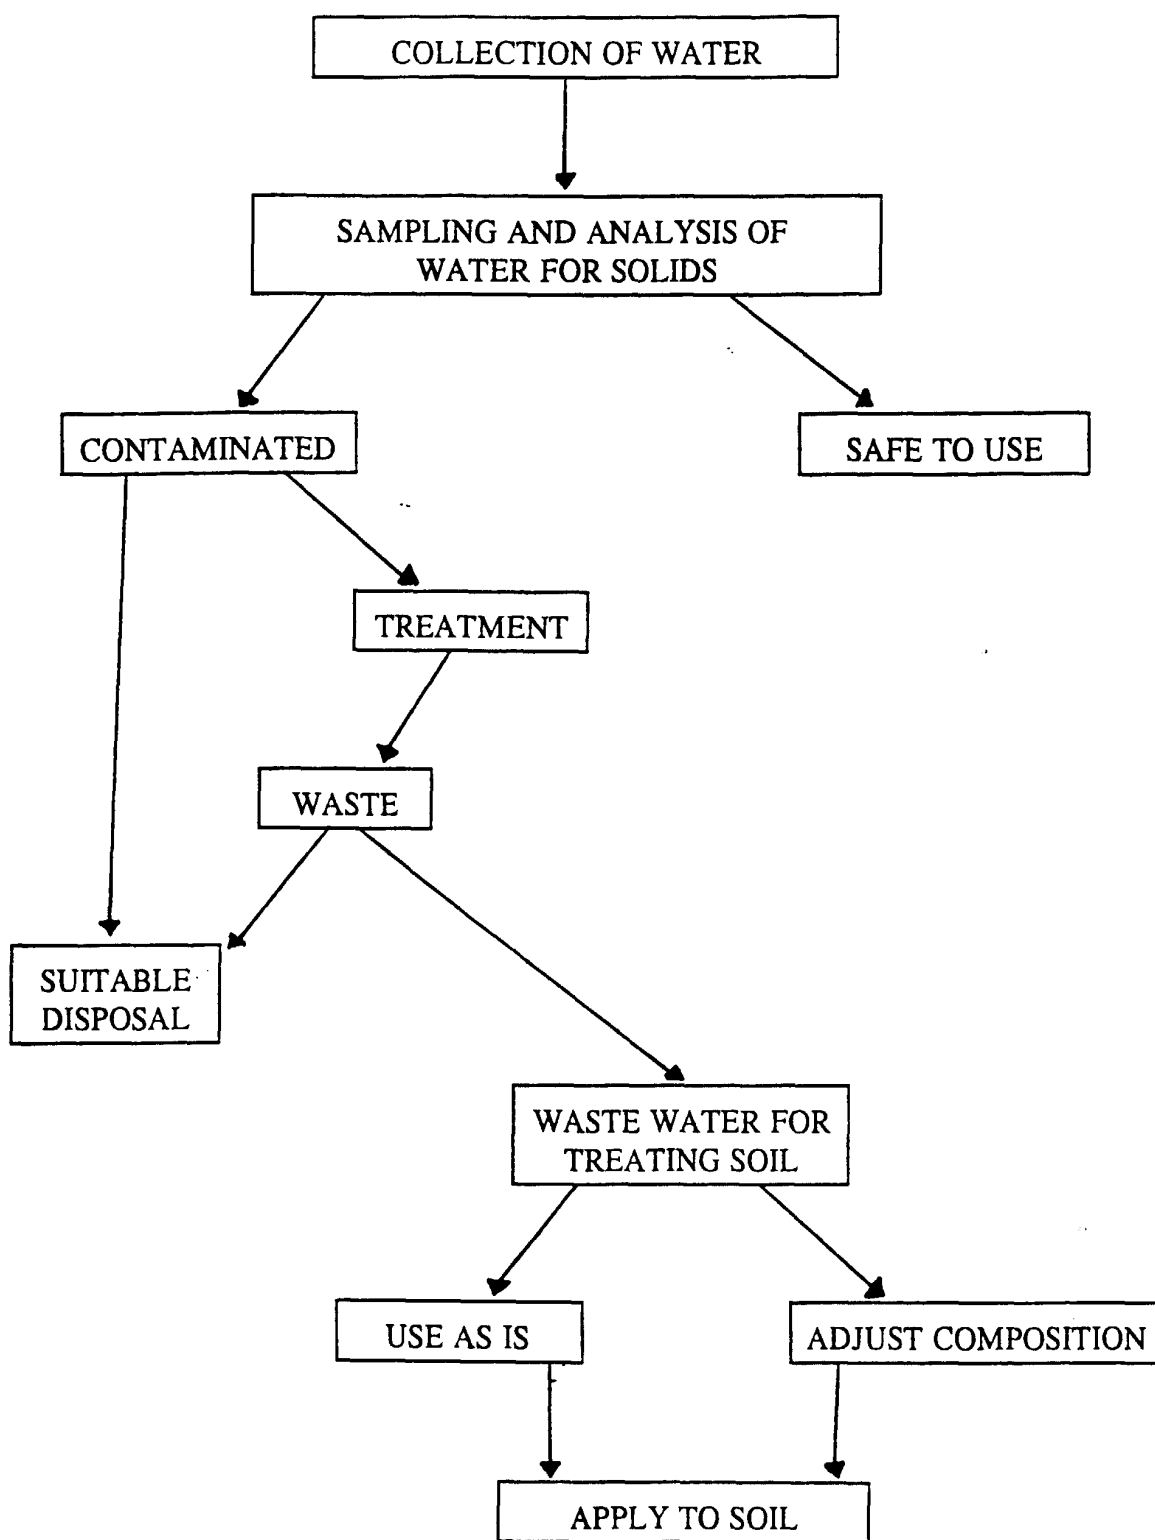 COLLECTION OF WATER
SAMPLING AND ANALYSIS OF
WATER FOR SOLIDS
CONTAMINATED
SAFE TO USE
TREATMENT
WASTE
SUITABLE
DISPOSAL
WASTE WATER FOR
TREATING SOIL
USE AS IS
ADJUST COMPOSITION
APPLY TO SOIL